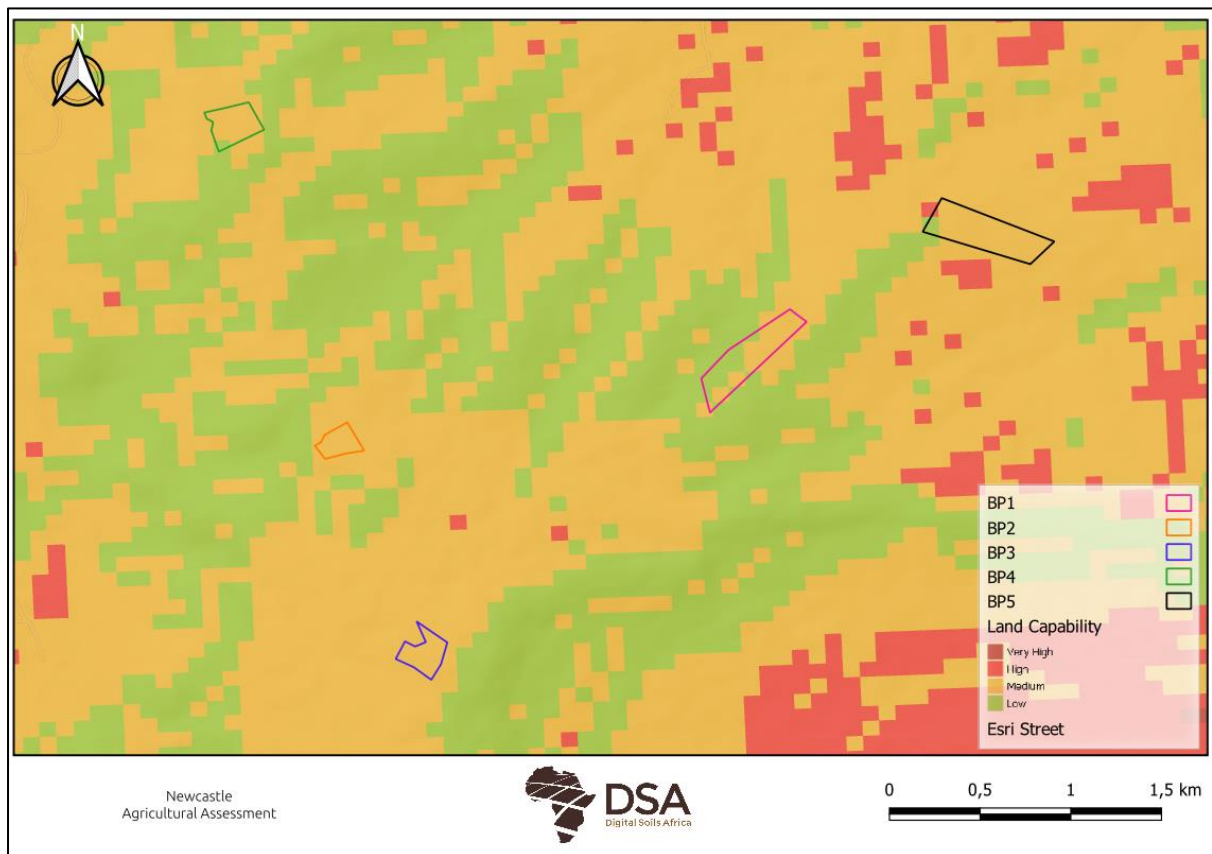 N
BP1
BP2
BP3
BP4
BP5
Land Capability
Very High
High
Medium
Low
Esri Street
Newcastle
Agricultural Assessment
DSA
Digital Soils Africa
0 0,5 1 1,5 km